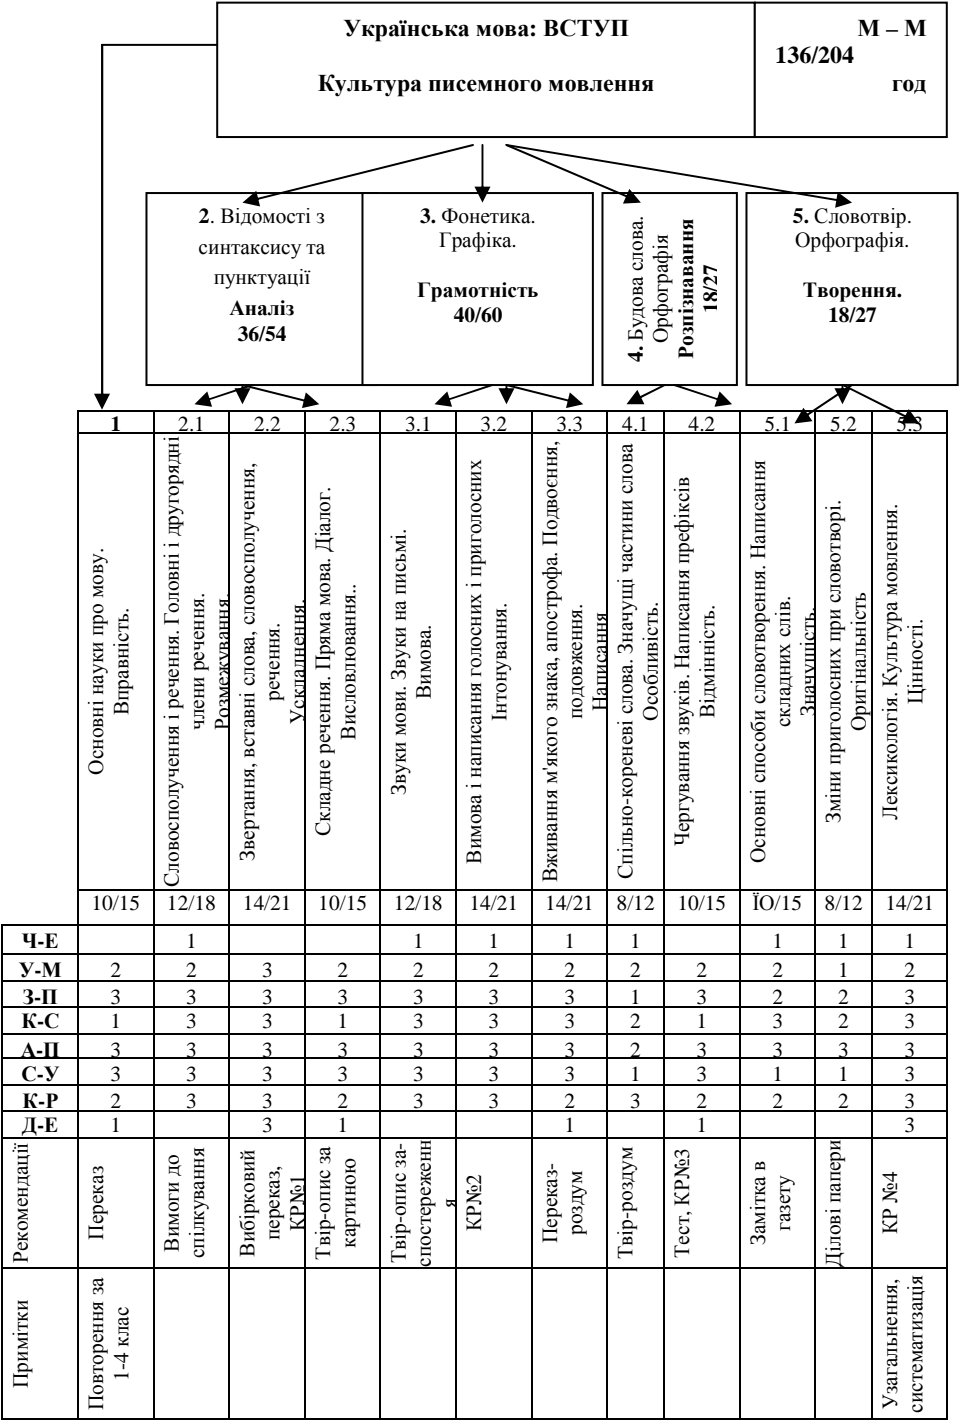 Українська мова: ВСТУП
Культура писемного мовлення
М – М
136/204
год
2. Відомості з
синтаксису та
пунктуації
Аналіз
36/54
3. Фонетика.
Графіка.
Грамотність
40/60
4. Будова слова.
Орфографія
Розпізнавання
18/27
5. Словотвір.
Орфографія.
Творення.
18/27
1 2.1 2.2 2.3 3.1 3.2 3.3 4.1 4.2 5.1 5.2 5.3
Основні науки про мову.
Вправність.
Словосполучення і речення. Головні і другорядні
члени речення.
Розмежування.
Звертання, вставні слова, словосполучення,
речення.
Ускладнення.
Складне речення. Пряма мова. Діалог.
Висловлювання..
Звуки мови. Звуки на письмі.
Вимова.
Вимова і написання голосних і приголосних
Інтонування.
Вживання м'якого знака, апострофа. Подвоєння,
подовження.
Написання
Спільно-кореневі слова. Значущі частини слова
Особливість.
Чергування звуків. Написання префіксів
Відмінність.
Основні способи словотворення. Написання
складних слів.
Значущість.
Зміни приголосних при словотворі.
Оригінальність
Лексикологія. Культура мовлення.
Цінності.
10/15 12/18 14/21 10/15 12/18 14/21 14/21 8/12 10/15 ЇО/15 8/12 14/21
Ч-Е 1 1 1 1 1 1 1 1
У-М 2 2 3 2 2 2 2 2 2 2 1 2
З-П 3 3 3 3 3 3 3 1 3 2 2 3
К-С 1 3 3 1 3 3 3 2 1 3 2 3
А-П 3 3 3 3 3 3 3 2 3 3 3 3
С-У 3 3 3 3 3 3 3 1 3 1 1 3
К-Р 2 3 3 2 3 3 2 3 2 2 2 3
Д-Е 1 3 1 1 1 3
Рекомендації
Переказ
Вимоги до
спілкування
Вибірковий
переказ,
КР№1
Твір-опис за
картиною
Твір-опис за-
спостереженн
я
КР№2
Переказ-
роздум
Твір-роздум
Тест, КР№3
Замітка в
газету
Ділові папери
КР №4
Примітки
Повторення за
1-4 клас
Узагальнення,
систематизація